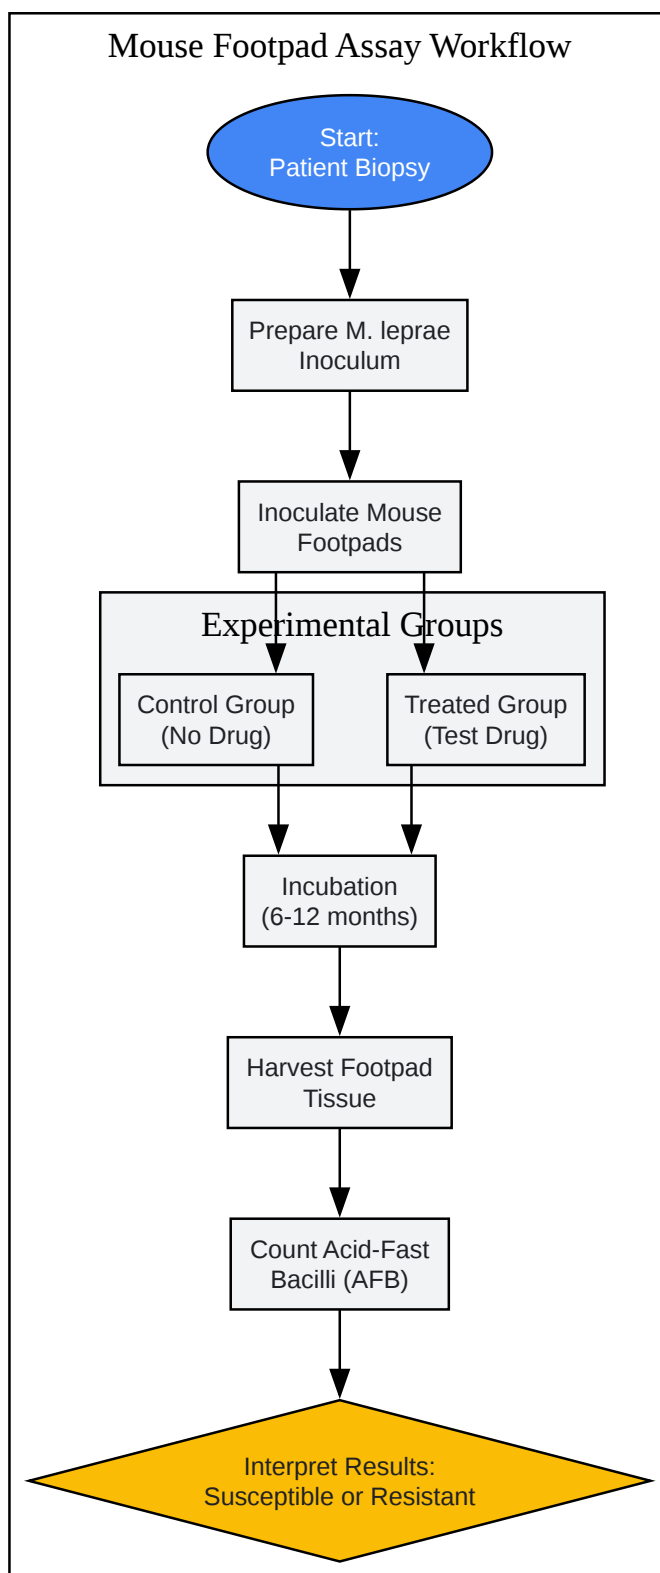 Mouse Footpad Assay Workflow
Start:
Patient Biopsy
Prepare M. leprae
Inoculum
Inoculate Mouse
Footpads
Experimental Groups
Control Group
(No Drug)
Treated Group
(Test Drug)
Incubation
(6-12 months)
Harvest Footpad
Tissue
Count Acid-Fast
Bacilli (AFB)
Interpret Results:
Susceptible or Resistant